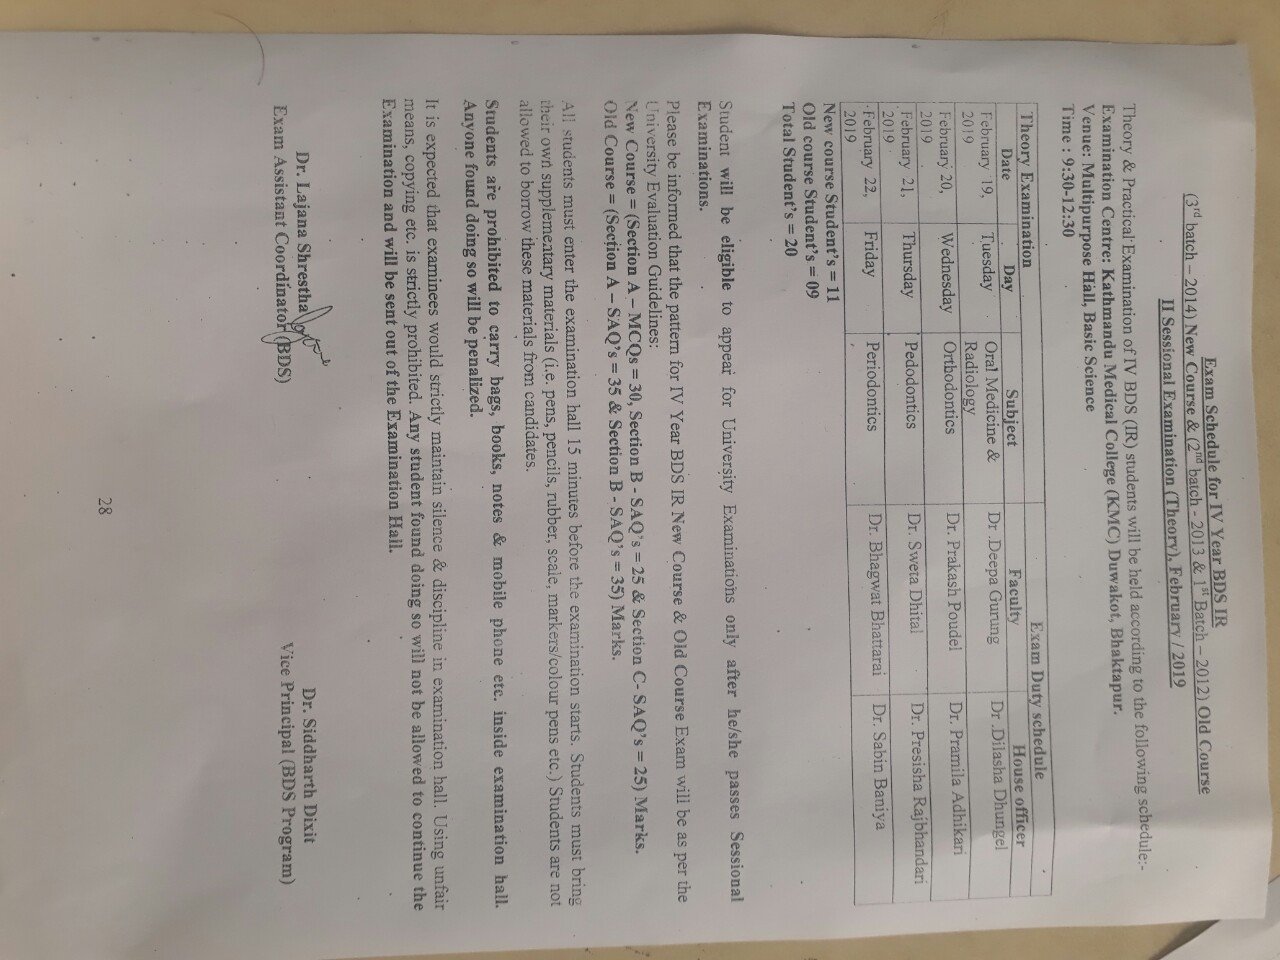 Exam Schedule for IV Year BDS IR
(3rd batch – 2014) New Course & (2nd batch - 2013 & 1st Batch – 2012) Old Course
II Sessional Examination (Theory), February / 2019
Theory & Practical Examination of IV BDS (IR) students will be held according to the following schedule:-
Examination Centre: Kathmandu Medical College (KMC) Duwakot, Bhaktapur.
Venue: Multipurpose Hall, Basic Science
Time : 9:30-12:30
Theory Examination Exam Duty schedule
Date Day Subject Faculty House officer
February 19, Tuesday Oral Medicine & Dr .Deepa Gurung Dr .Dilasha Dhungel
2019 Radiology
February 20, Wednesday Orthodontics Dr. Prakash Poudel Dr. Pramila Adhikari
2019
February 21, Thursday Pedodontics Dr. Sweta Dhital Dr. Presisha Rajbhandari
2019
February 22, Friday Periodontics Dr. Bhagwat Bhattarai Dr. Sabin Baniya
2019
New course Student's = 11
Old course Student's = 09
Total Student's = 20
Student will be eligible to appear for University Examinations only after he/she passes Sessional
Examinations.
Please be informed that the pattern for IV Year BDS IR New Course & Old Course Exam will be as per the
University Evaluation Guidelines:
New Course = (Section A – MCQs = 30, Section B - SAQ's = 25 & Section C- SAQ's = 25) Marks.
Old Course = (Section A – SAQ's = 35 & Section B - SAQ's = 35) Marks.
All students must enter the examination hall 15 minutes before the examination starts. Students must bring
their own supplementary materials (i.e. pens, pencils, rubber, scale, markers/colour pens etc.) Students are not
allowed to borrow these materials from candidates.
Students are prohibited to carry bags, books, notes & mobile phone etc. inside examination hall.
Anyone found doing so will be penalized.
It is expected that examinees would strictly maintain silence & discipline in examination hall. Using unfair
means, copying etc. is strictly prohibited. Any student found doing so will not be allowed to continue the
Examination and will be sent out of the Examination Hall.
Dr. Lajana Shrestha Dr. Siddharth Dixit
Exam Assistant Coordinator (BDS) Vice Principal (BDS Program)
28